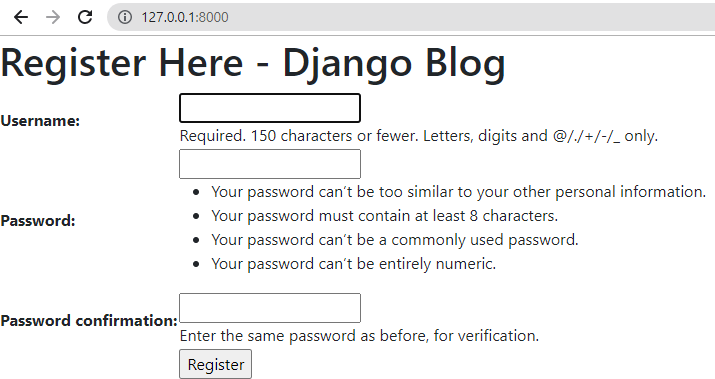 127.0.0.1:8000
Register Here - Django Blog
Username:
Required. 150 characters or fewer. Letters, digits and @/./+/-/_ only.
Password:
• Your password can’t be too similar to your other personal information.
• Your password must contain at least 8 characters.
• Your password can’t be a commonly used password.
• Your password can’t be entirely numeric.
Password confirmation:
Enter the same password as before, for verification.
Register